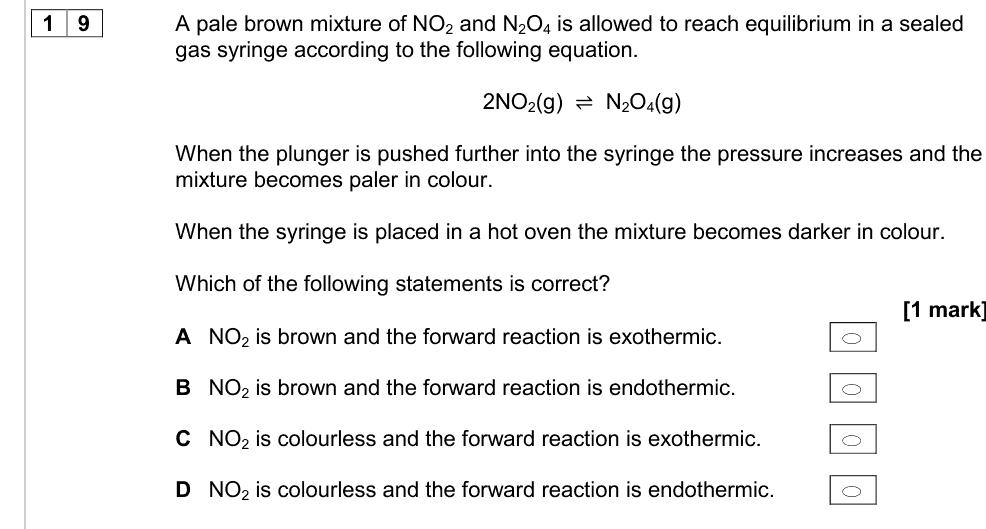 1 9 A pale brown mixture of NO₂ and N₂O₄ is allowed to reach equilibrium in a sealed
gas syringe according to the following equation.
2NO₂(g) ⇌ N₂O₄(g)
When the plunger is pushed further into the syringe the pressure increases and the
mixture becomes paler in colour.
When the syringe is placed in a hot oven the mixture becomes darker in colour.
Which of the following statements is correct?
[1 mark]
A NO₂ is brown and the forward reaction is exothermic.
B NO₂ is brown and the forward reaction is endothermic.
C NO₂ is colourless and the forward reaction is exothermic.
D NO₂ is colourless and the forward reaction is endothermic.